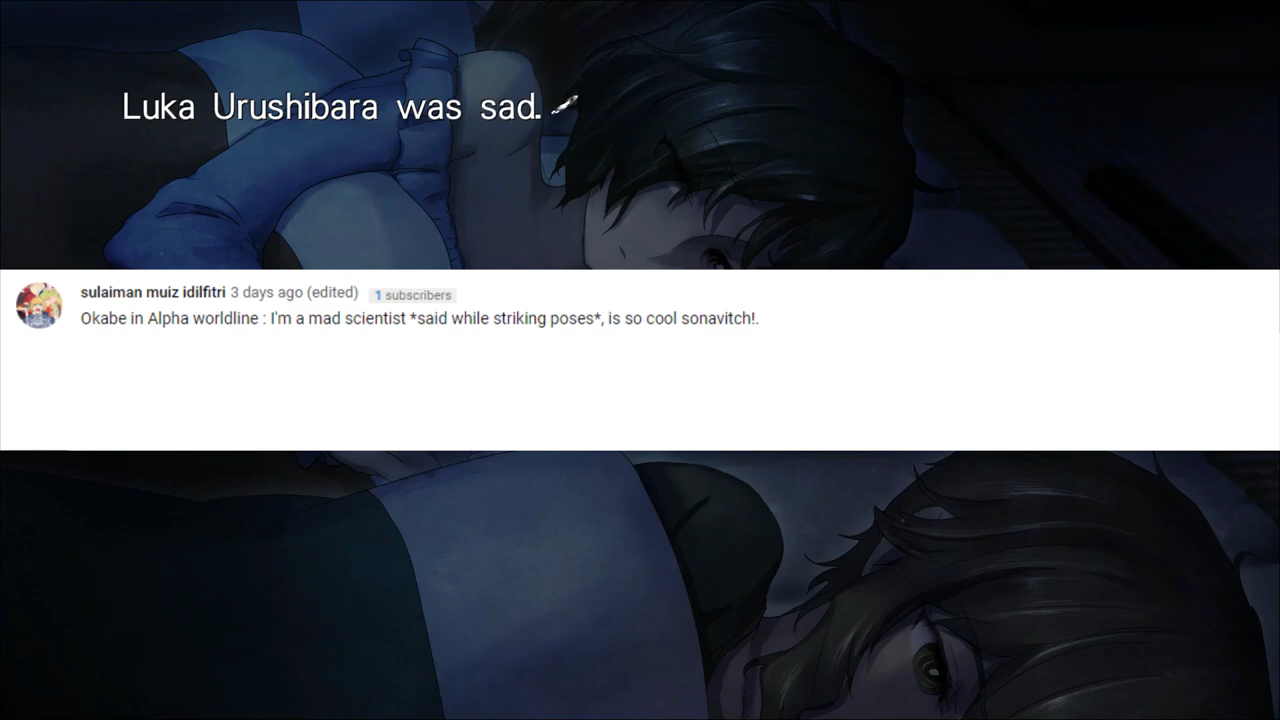 Luka Urushibara was sad.
sulaiman muiz idilfitri 3 days ago (edited) 1 subscribers
Okabe in Alpha worldline : I'm a mad scientist *said while striking poses*, is so cool sonavitch!.